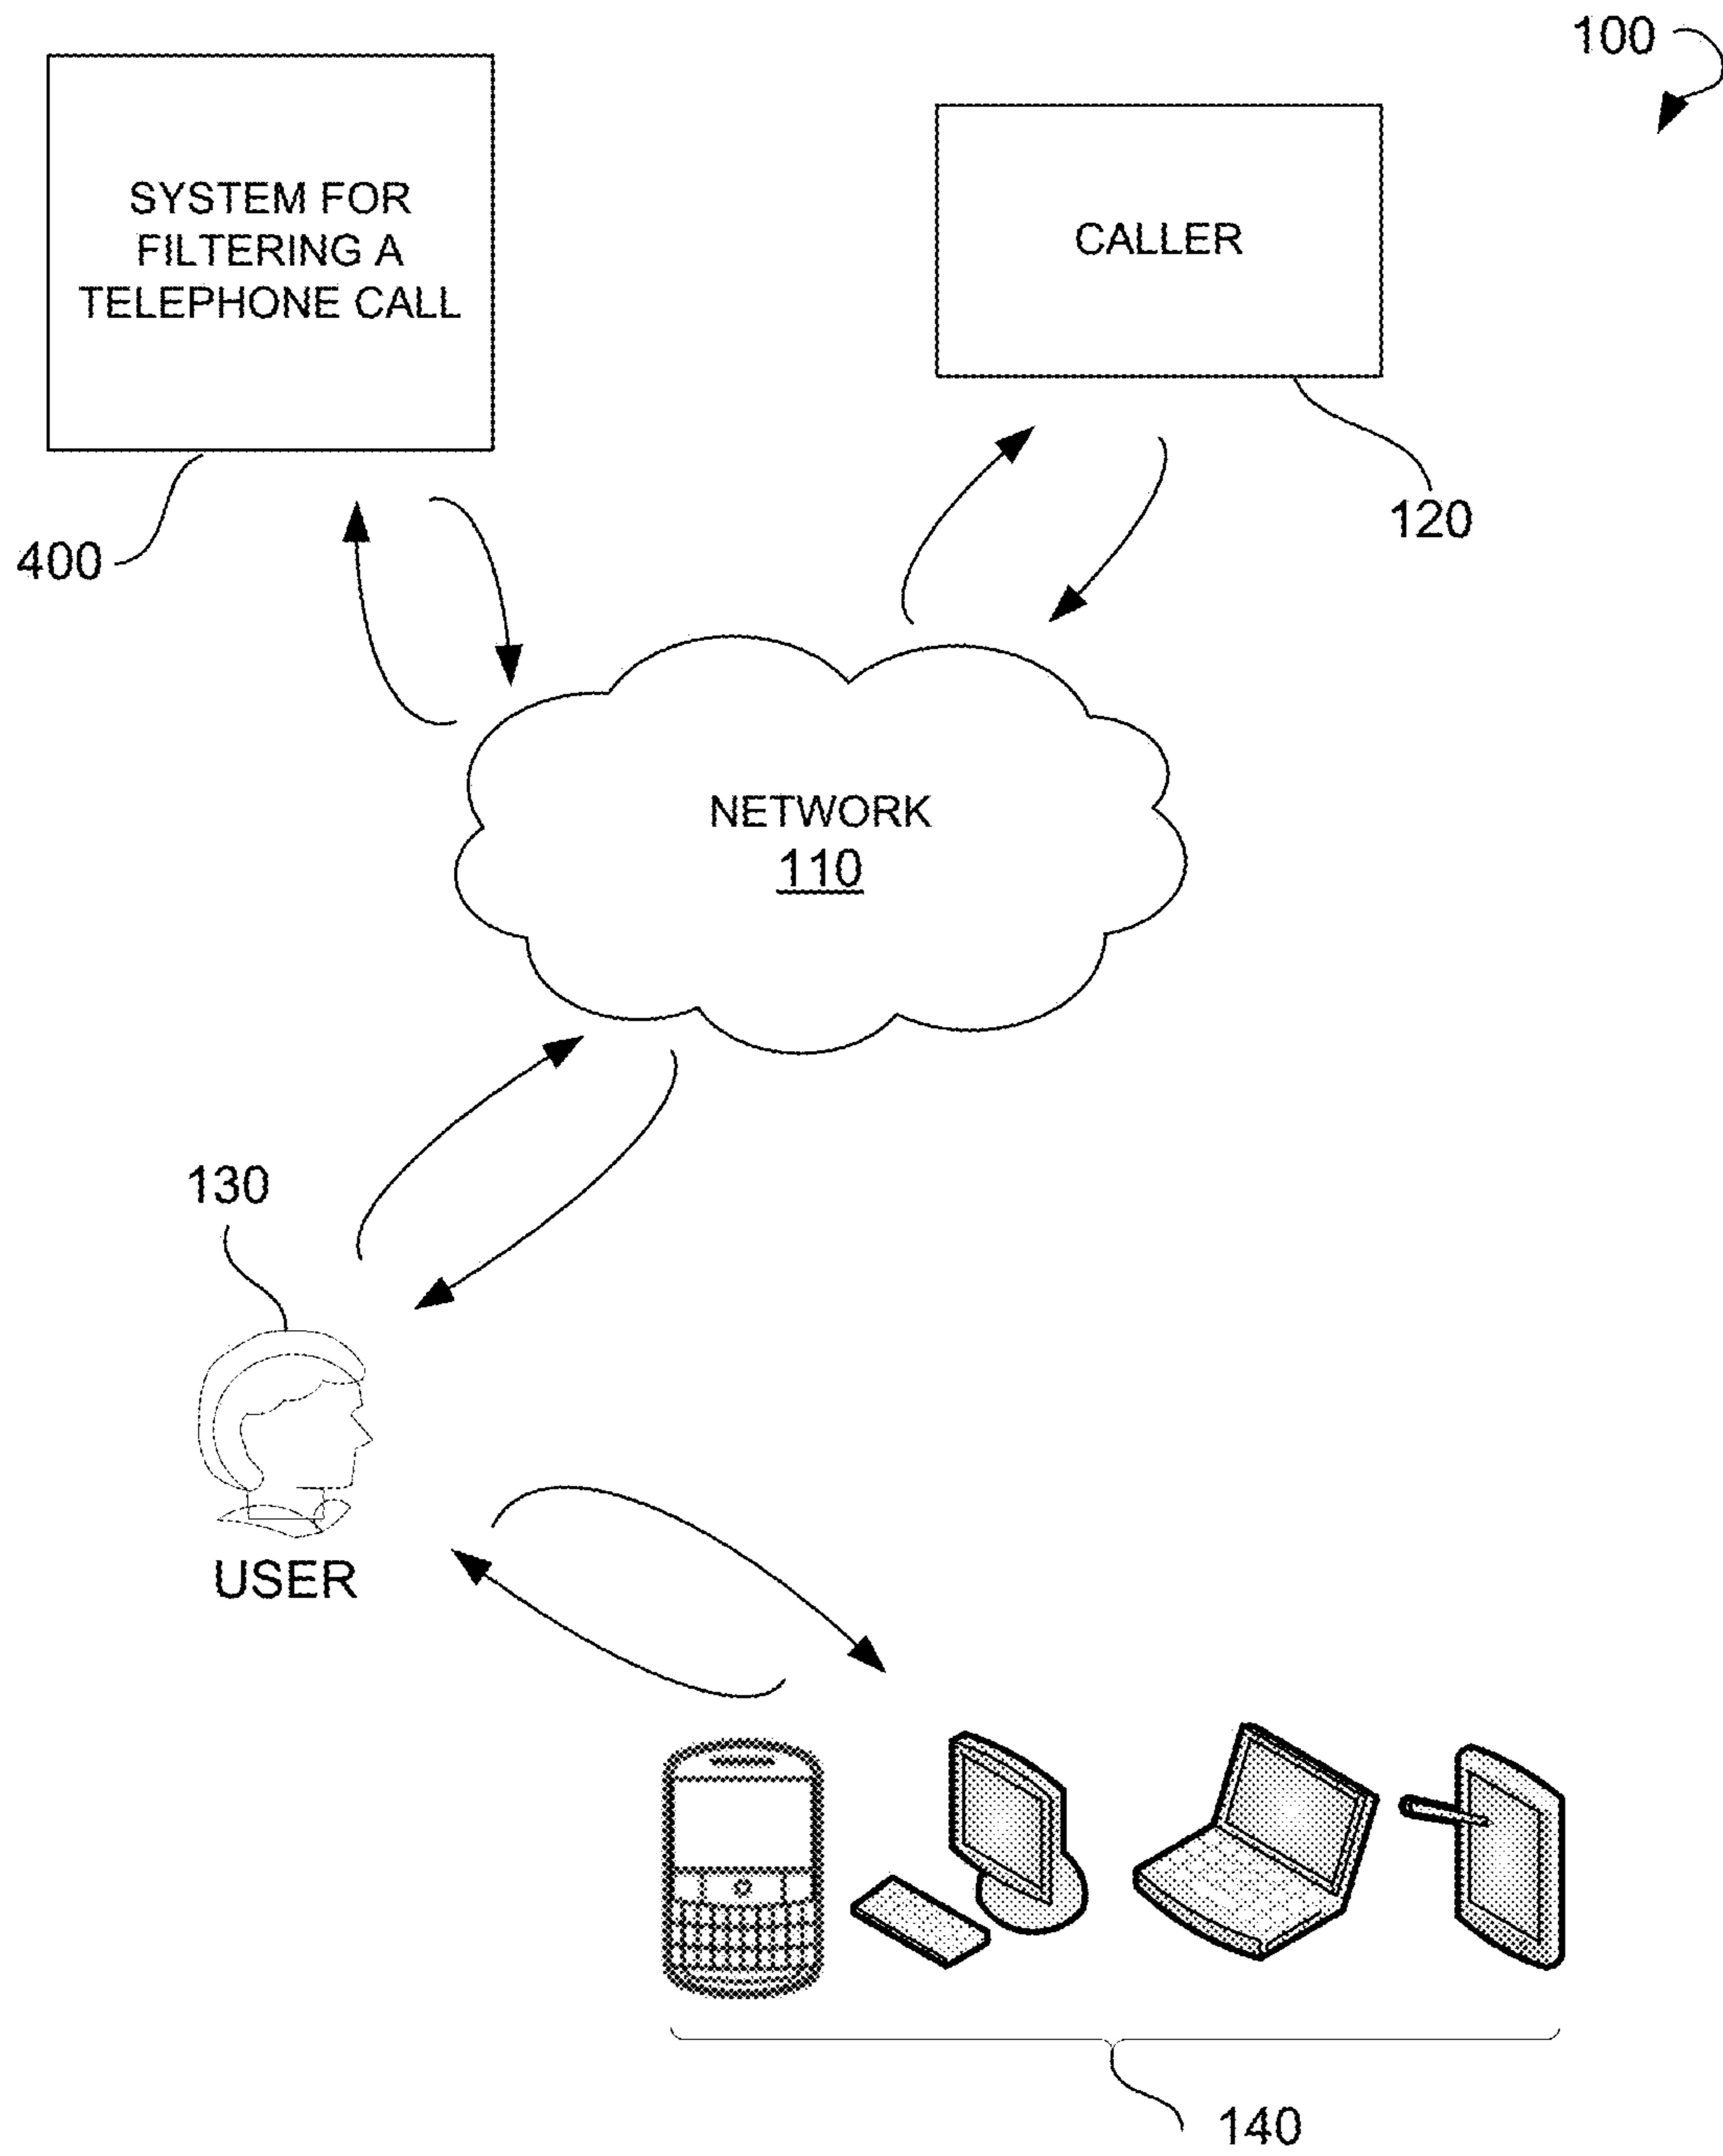 100
SYSTEM FOR
FILTERING A
TELEPHONE CALL
CALLER
400
120
NETWORK
110
130
USER
140